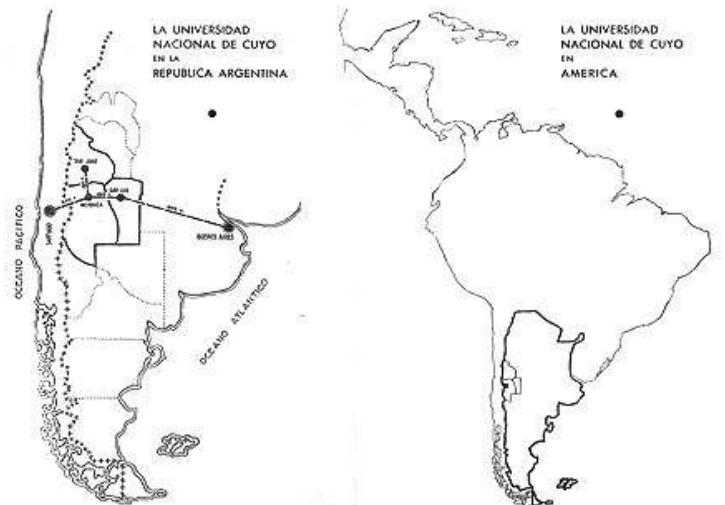 LA UNIVERSIDAD
NACIONAL DE CUYO
EN LA
REPUBLICA ARGENTINA
SAN JUAN
MENDOZA
SAN LUIS
SANTIAGO
BUENOS AIRES
OCEANO PACIFICO
OCEANO ATLANTICO
LA UNIVERSIDAD
NACIONAL DE CUYO
EN
AMERICA